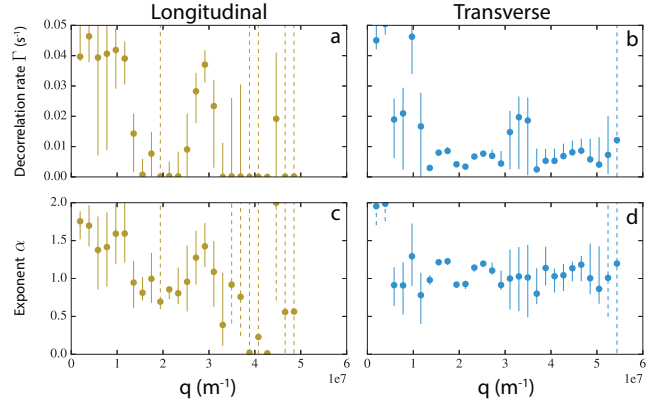 Longitudinal Transverse
Decorrelation rate Γ (s⁻¹)
0.05
0.04
0.03
0.02
0.01
0.00
a
b
Exponent α
2.0
1.5
1.0
0.5
0.0
c
d
0 1 2 3 4 5 6
1e7
q (m⁻¹)
0 1 2 3 4 5 6
1e7
q (m⁻¹)